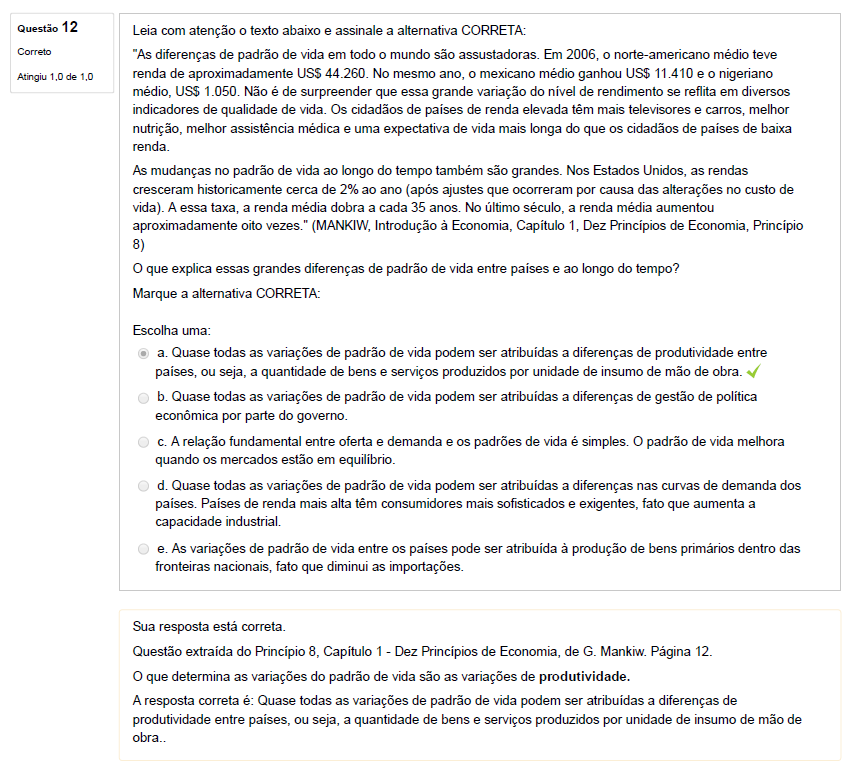 Questão 12
Correto
Atingiu 1,0 de 1,0
Leia com atenção o texto abaixo e assinale a alternativa CORRETA:
"As diferenças de padrão de vida em todo o mundo são assustadoras. Em 2006, o norte-americano médio teve
renda de aproximadamente US$ 44.260. No mesmo ano, o mexicano médio ganhou US$ 11.410 e o nigeriano
médio, US$ 1.050. Não é de surpreender que essa grande variação do nível de rendimento se reflita em diversos
indicadores de qualidade de vida. Os cidadãos de países de renda elevada têm mais televisores e carros, melhor
nutrição, melhor assistência médica e uma expectativa de vida mais longa do que os cidadãos de países de baixa
renda.
As mudanças no padrão de vida ao longo do tempo também são grandes. Nos Estados Unidos, as rendas
cresceram historicamente cerca de 2% ao ano (após ajustes que ocorreram por causa das alterações no custo de
vida). A essa taxa, a renda média dobra a cada 35 anos. No último século, a renda média aumentou
aproximadamente oito vezes." (MANKIW, Introdução à Economia, Capítulo 1, Dez Princípios de Economia, Princípio
8)
O que explica essas grandes diferenças de padrão de vida entre países e ao longo do tempo?
Marque a alternativa CORRETA:
Escolha uma:
a. Quase todas as variações de padrão de vida podem ser atribuídas a diferenças de produtividade entre
países, ou seja, a quantidade de bens e serviços produzidos por unidade de insumo de mão de obra.
b. Quase todas as variações de padrão de vida podem ser atribuídas a diferenças de gestão de política
econômica por parte do governo.
c. A relação fundamental entre oferta e demanda e os padrões de vida é simples. O padrão de vida melhora
quando os mercados estão em equilíbrio.
d. Quase todas as variações de padrão de vida podem ser atribuídas a diferenças nas curvas de demanda dos
países. Países de renda mais alta têm consumidores mais sofisticados e exigentes, fato que aumenta a
capacidade industrial.
e. As variações de padrão de vida entre os países pode ser atribuída à produção de bens primários dentro das
fronteiras nacionais, fato que diminui as importações.
Sua resposta está correta.
Questão extraída do Princípio 8, Capítulo 1 - Dez Princípios de Economia, de G. Mankiw. Página 12.
O que determina as variações do padrão de vida são as variações de produtividade.
A resposta correta é: Quase todas as variações de padrão de vida podem ser atribuídas a diferenças de
produtividade entre países, ou seja, a quantidade de bens e serviços produzidos por unidade de insumo de mão de
obra..